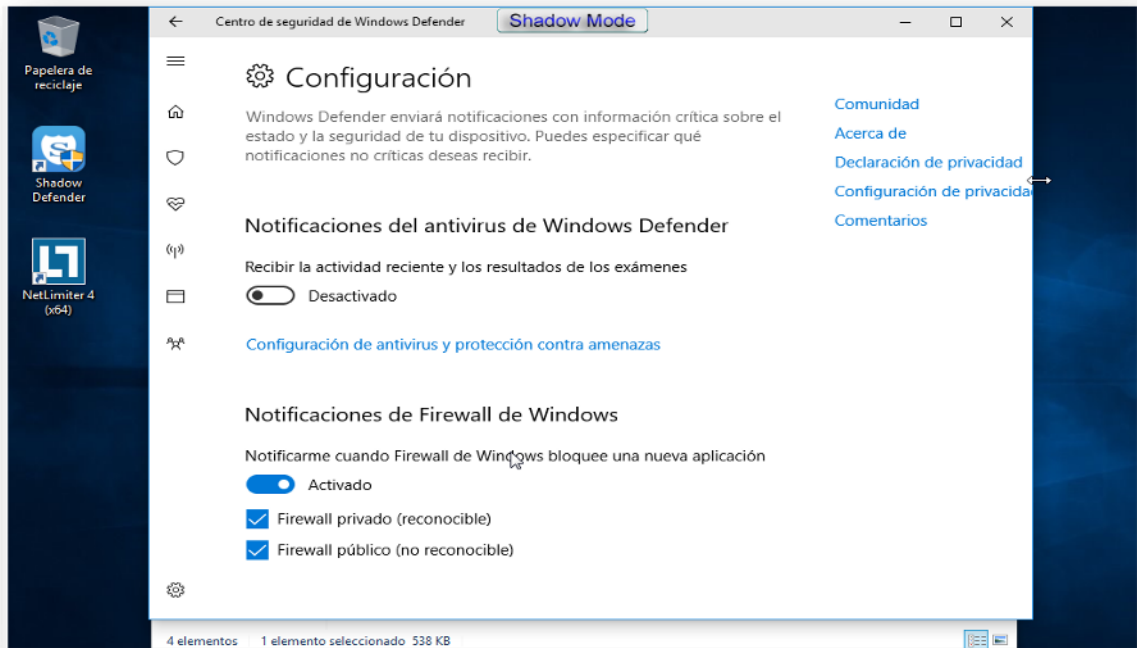 Papelera de
reciclaje
Shadow
Defender
NetLimiter 4
(x64)
Centro de seguridad de Windows Defender
Shadow Mode
Configuración
Windows Defender enviará notificaciones con información crítica sobre el
estado y la seguridad de tu dispositivo. Puedes especificar qué
notificaciones no críticas deseas recibir.
Notificaciones del antivirus de Windows Defender
Recibir la actividad reciente y los resultados de los exámenes
Desactivado
Configuración de antivirus y protección contra amenazas
Notificaciones de Firewall de Windows
Notificarme cuando Firewall de Windows bloquee una nueva aplicación
Activado
Firewall privado (reconocible)
Firewall público (no reconocible)
Comunidad
Acerca de
Declaración de privacidad
Configuración de privacida
Comentarios
4 elementos 1 elemento seleccionado 538 KB